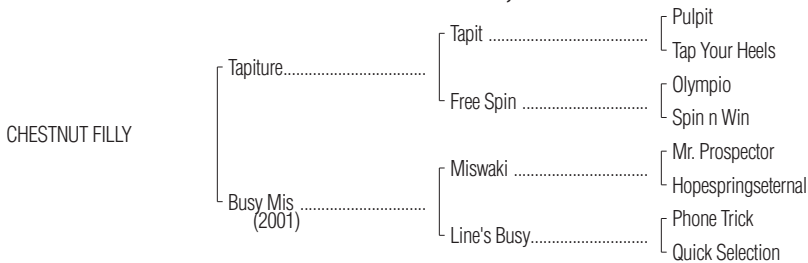 Pulpit
Tapit ........................................
Tap Your Heels
Tapiture...................................
Olympio
Free Spin ................................
Spin n Win
CHESTNUT FILLY
Mr. Prospector
Miswaki ..................................
Hopespringseternal
Busy Mis ................................
(2001)
Phone Trick
Line's Busy.............................
Quick Selection